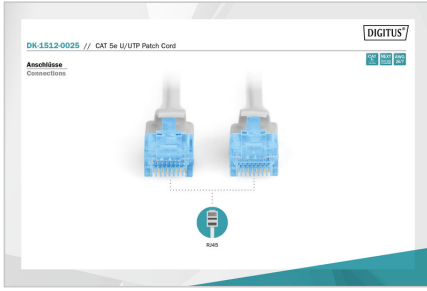 DIGITUS®
DK-1512-0025 // CAT 5e U/UTP Patch Cord
Anschlüsse
Connections
RJ45